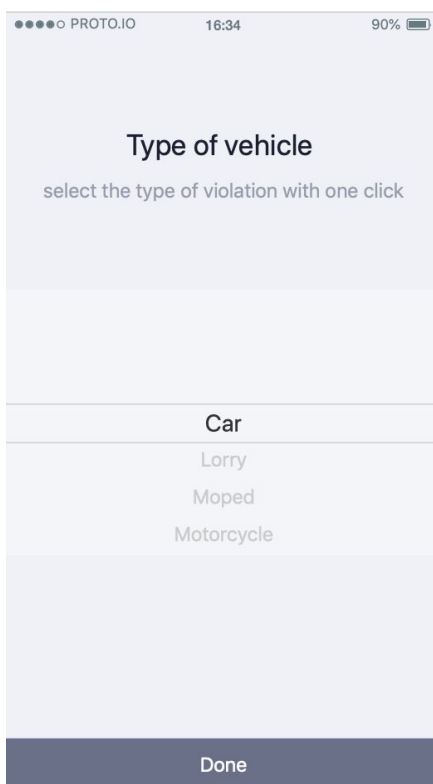 PROTO.IO 16:34 90%
Type of vehicle
select the type of violation with one click
Car
Lorry
Moped
Motorcycle
Done